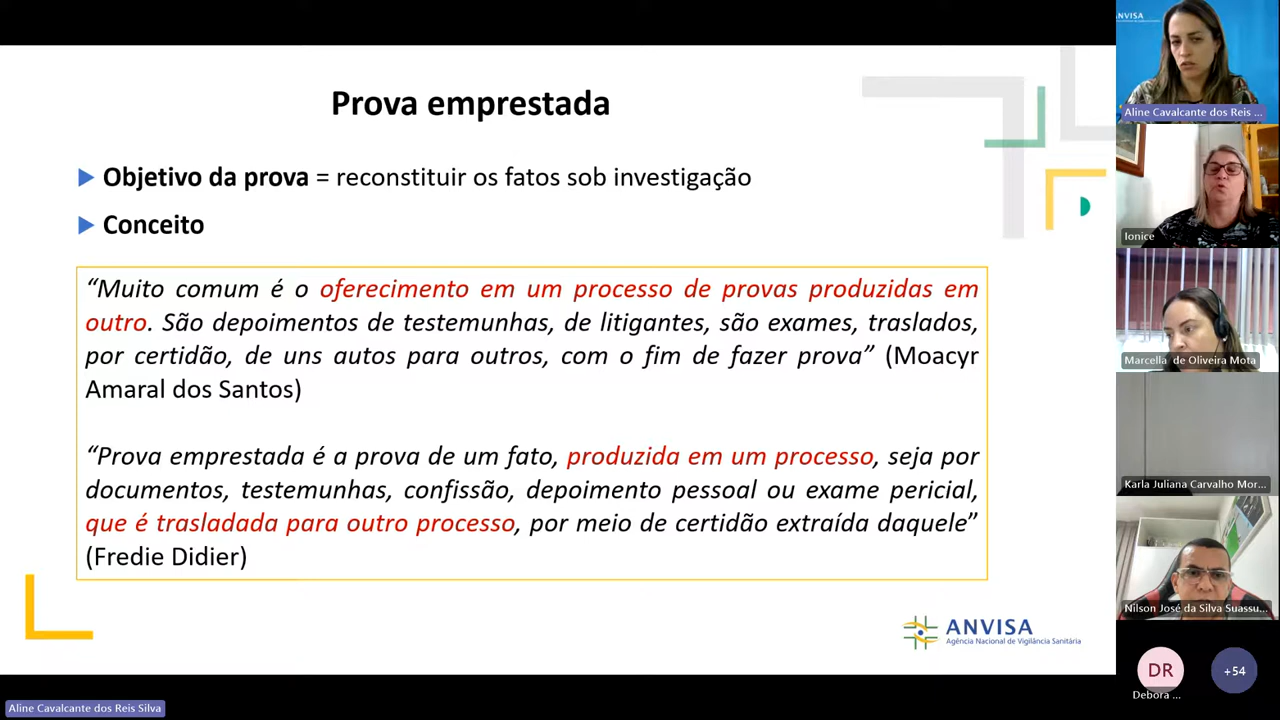 Prova emprestada
Objetivo da prova = reconstituir os fatos sob investigação
Conceito
“Muito comum é o oferecimento em um processo de provas produzidas em
outro. São depoimentos de testemunhas, de litigantes, são exames, traslados,
por certidão, de uns autos para outros, com o fim de fazer prova” (Moacyr
Amaral dos Santos)
“Prova emprestada é a prova de um fato, produzida em um processo, seja por
documentos, testemunhas, confissão, depoimento pessoal ou exame pericial,
que é trasladada para outro processo, por meio de certidão extraída daquele”
(Fredie Didier)
ANVISA
Agência Nacional de Vigilância Sanitária
Aline Cavalcante dos Reis Silva
ANVISA
Aline Cavalcante dos Reis ...
Ionice
Marcella de Oliveira Mota
Karla Juliana Carvalho Mor...
Nilson José da Silva Suassu...
DR
Debora ...
+54